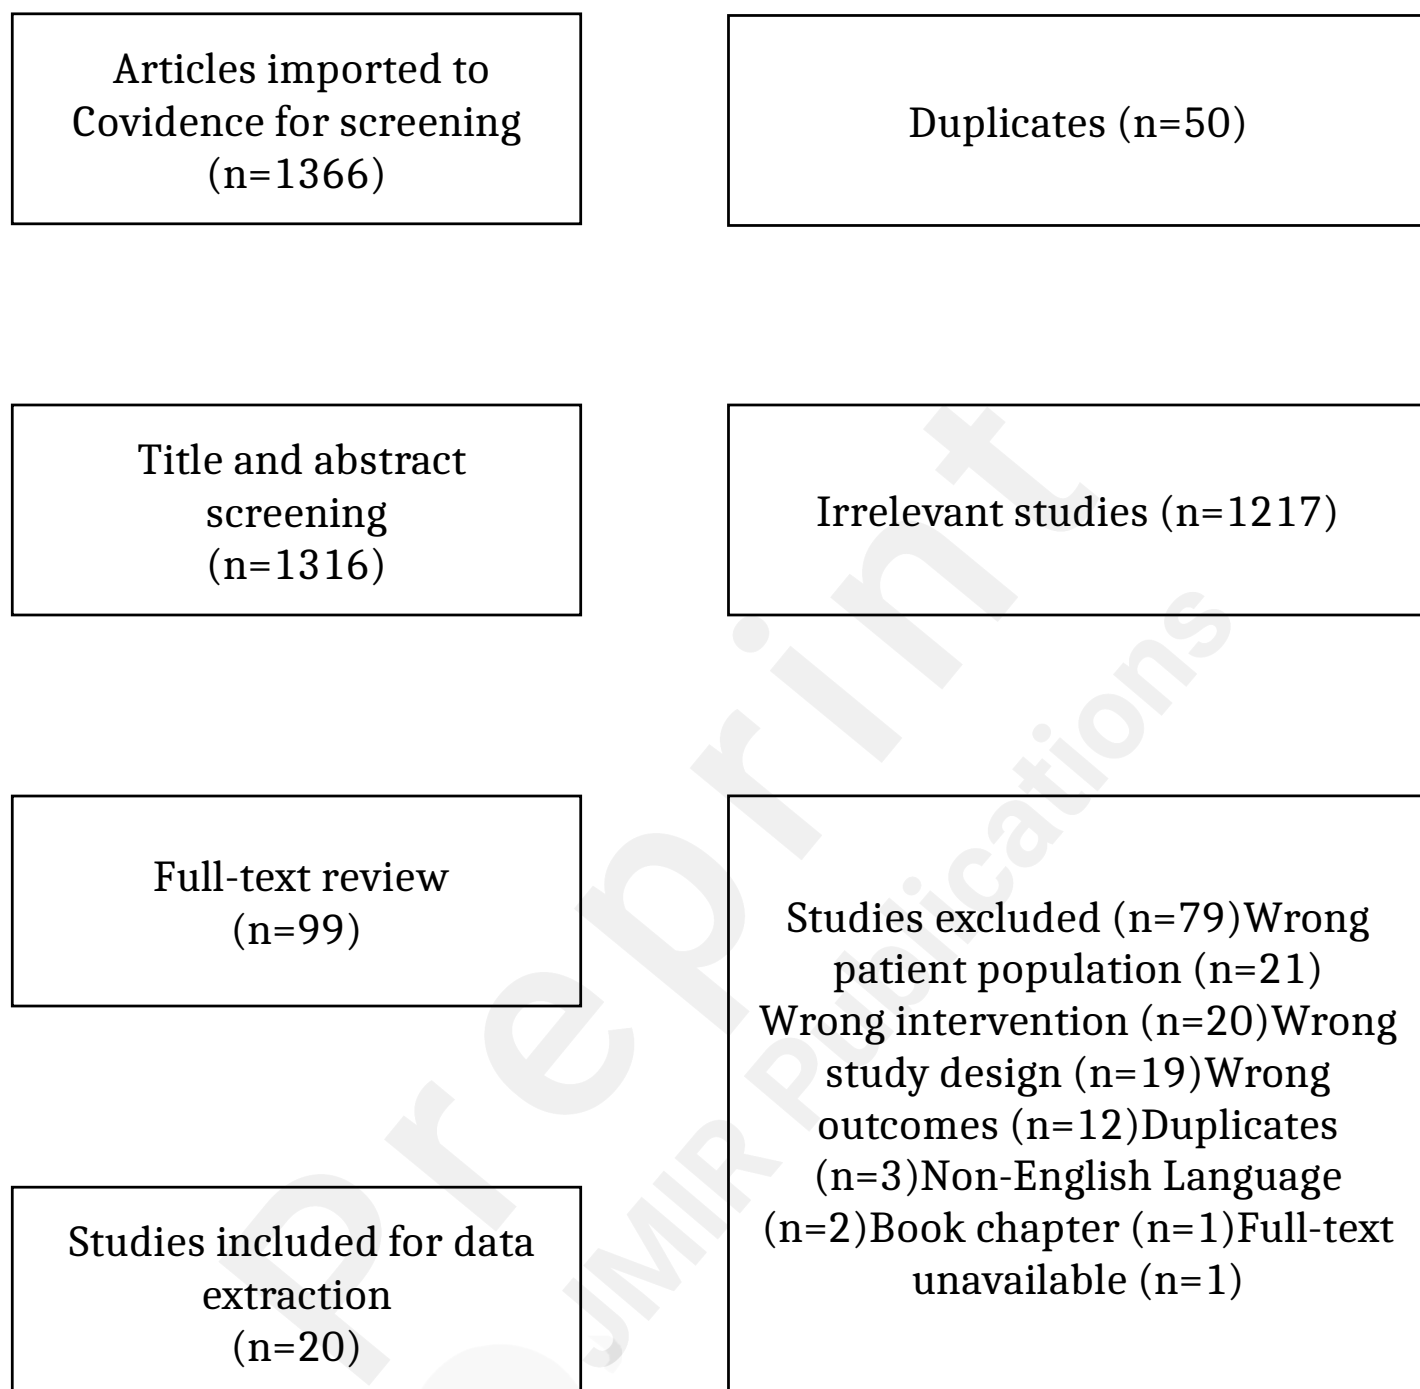 Articles imported to
Covidence for screening
(n=1366)
Duplicates (n=50)
Title and abstract
screening
(n=1316)
Irrelevant studies (n=1217)
Full-text review
(n=99)
Studies excluded (n=79)Wrong
patient population (n=21)
Wrong intervention (n=20)Wrong
study design (n=19)Wrong
outcomes (n=12)Duplicates
(n=3)Non-English Language
(n=2)Book chapter (n=1)Full-text
unavailable (n=1)
Studies included for data
extraction
(n=20)
Preprint
JMIR Publications